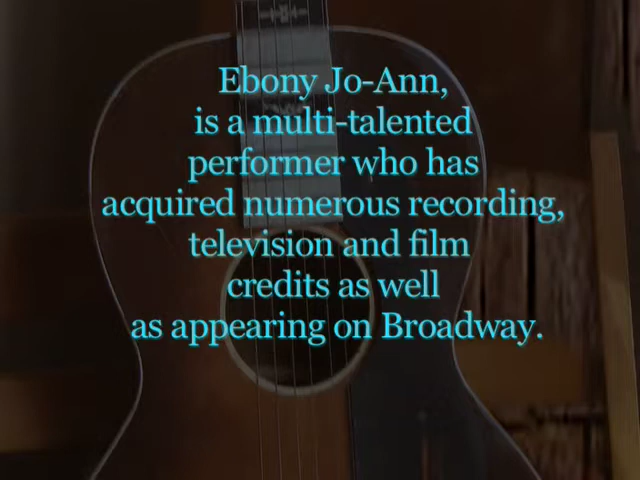 Ebony Jo-Ann,
is a multi-talented
performer who has
acquired numerous recording,
television and film
credits as well
as appearing on Broadway.